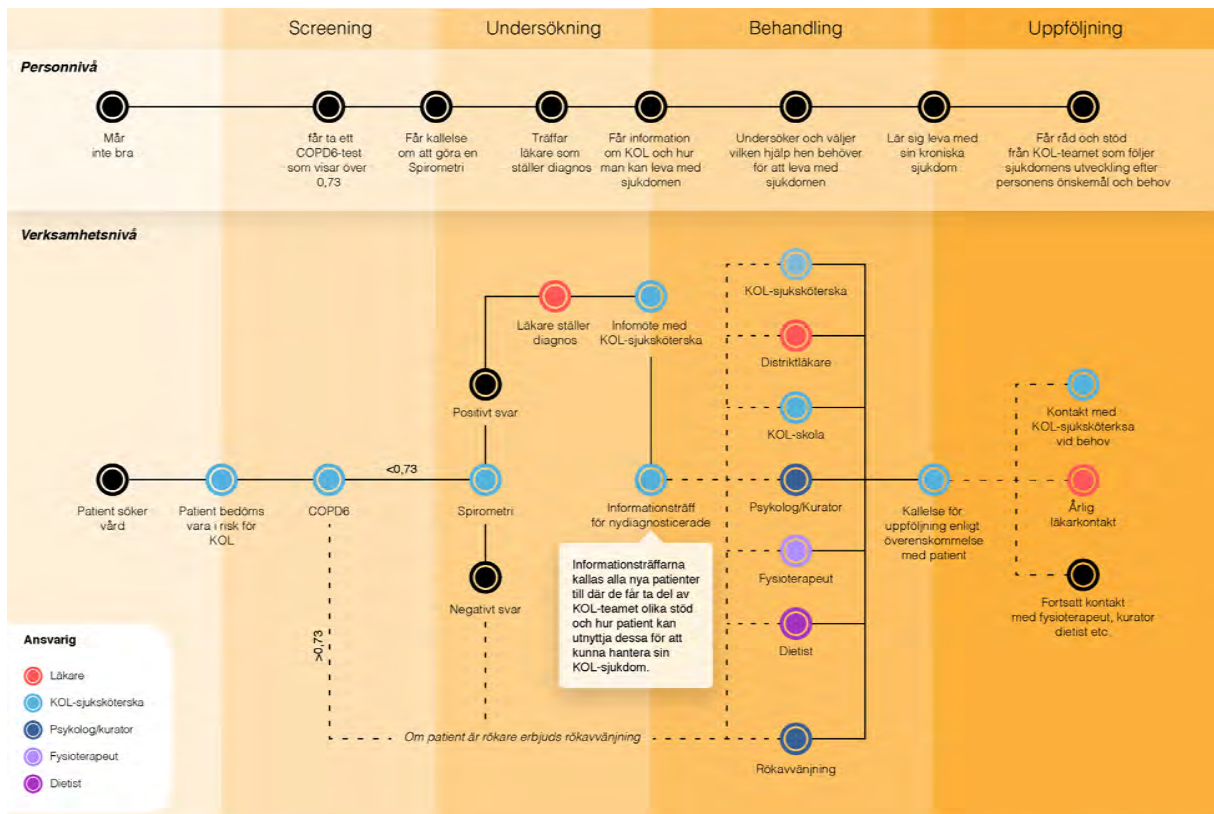 Screening
Undersökning
Behandling
Uppföljning
Personnivå
Mår
inte bra
får ta ett
COPD6-test
som visar över
0,73
Får kallelse
om att göra en
Spirometri
Träffar
läkare som
ställer diagnos
Får information
om KOL och hur
man kan leva med
sjukdomen
Undersöker och väljer
vilken hjälp hen behöver
för att leva med
sjukdomen
Lär sig leva med
sin kroniska
sjukdom
Får råd och stöd
från KOL-teamet som följer
sjukdomens utveckling efter
personens önskemål och behov
Verksamhetsnivå
Patient söker
vård
Patient bedöms
vara i risk för
KOL
COPD6
<0,73
>0,73
Spirometri
Positivt svar
Negativt svar
Läkare ställer
diagnos
Infomöte med
KOL-sjuksköterska
Informationsträff
för nydiagnosticerade
Informationsträffarna
kallas alla nya patienter
till där de får ta del av
KOL-teamet olika stöd
och hur patient kan
utnyttja dessa för att
kunna hantera sin
KOL-sjukdom.
KOL-sjuksköterska
Distriktläkare
KOL-skola
Psykolog/Kurator
Fysioterapeut
Dietist
Om patient är rökare erbjuds rökavvänjning
Rökavvänjning
Kallelse för
uppföljning enligt
överenskommelse
med patient
Kontakt med
KOL-sjuksköterksa
vid behov
Årlig
läkarkontakt
Fortsatt kontakt
med fysioterapeut, kurator
dietist etc.
Ansvarig
Läkare
KOL-sjuksköterska
Psykolog/kurator
Fysioterapeut
Dietist